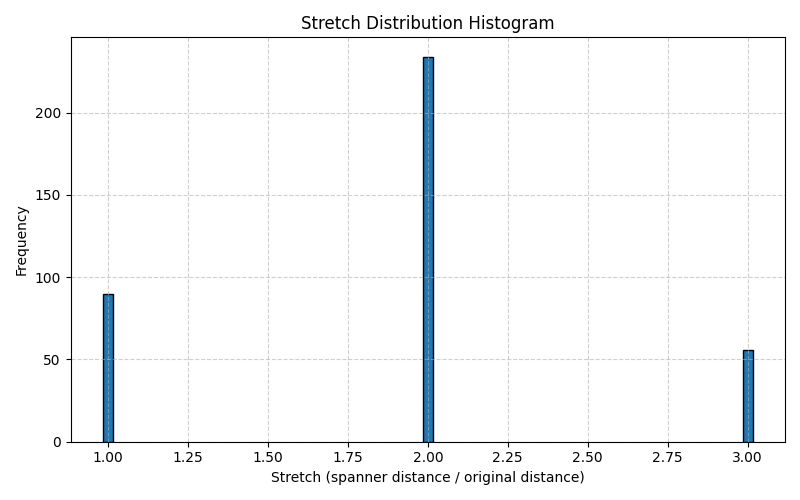 Stretch Distribution Histogram
Frequency
200
150
100
50
0
1.00 1.25 1.50 1.75 2.00 2.25 2.50 2.75 3.00
Stretch (spanner distance / original distance)